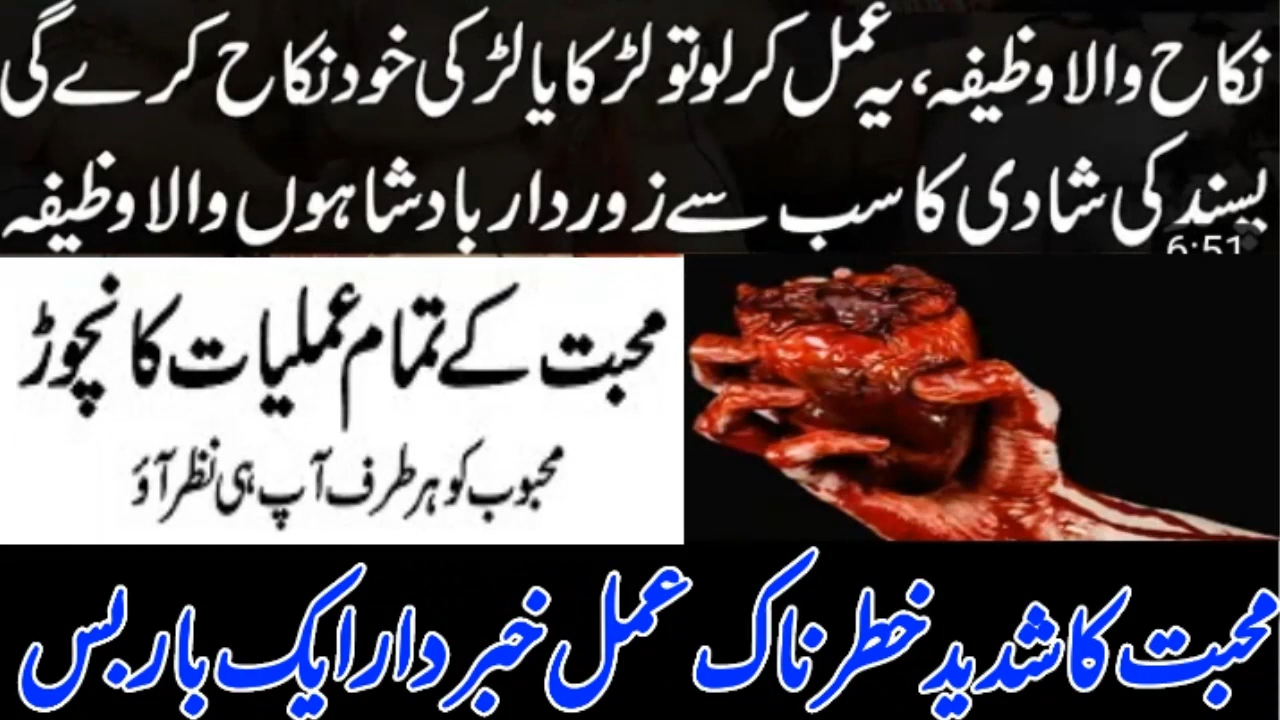 نکاح والا وظیفہ، یہ عمل کر لو تو لڑکا یا لڑکی خود نکاح کرے گی
پسند کی شادی کا سب سے زوردار بادشاہوں والا وظیفہ
6:51
محبت کے تمام عملیات کا نچوڑ
محبوب کو ہر طرف آپ ہی نظر آؤ
محبت کا شدید خطرناک عمل خبردار ایک بار بس